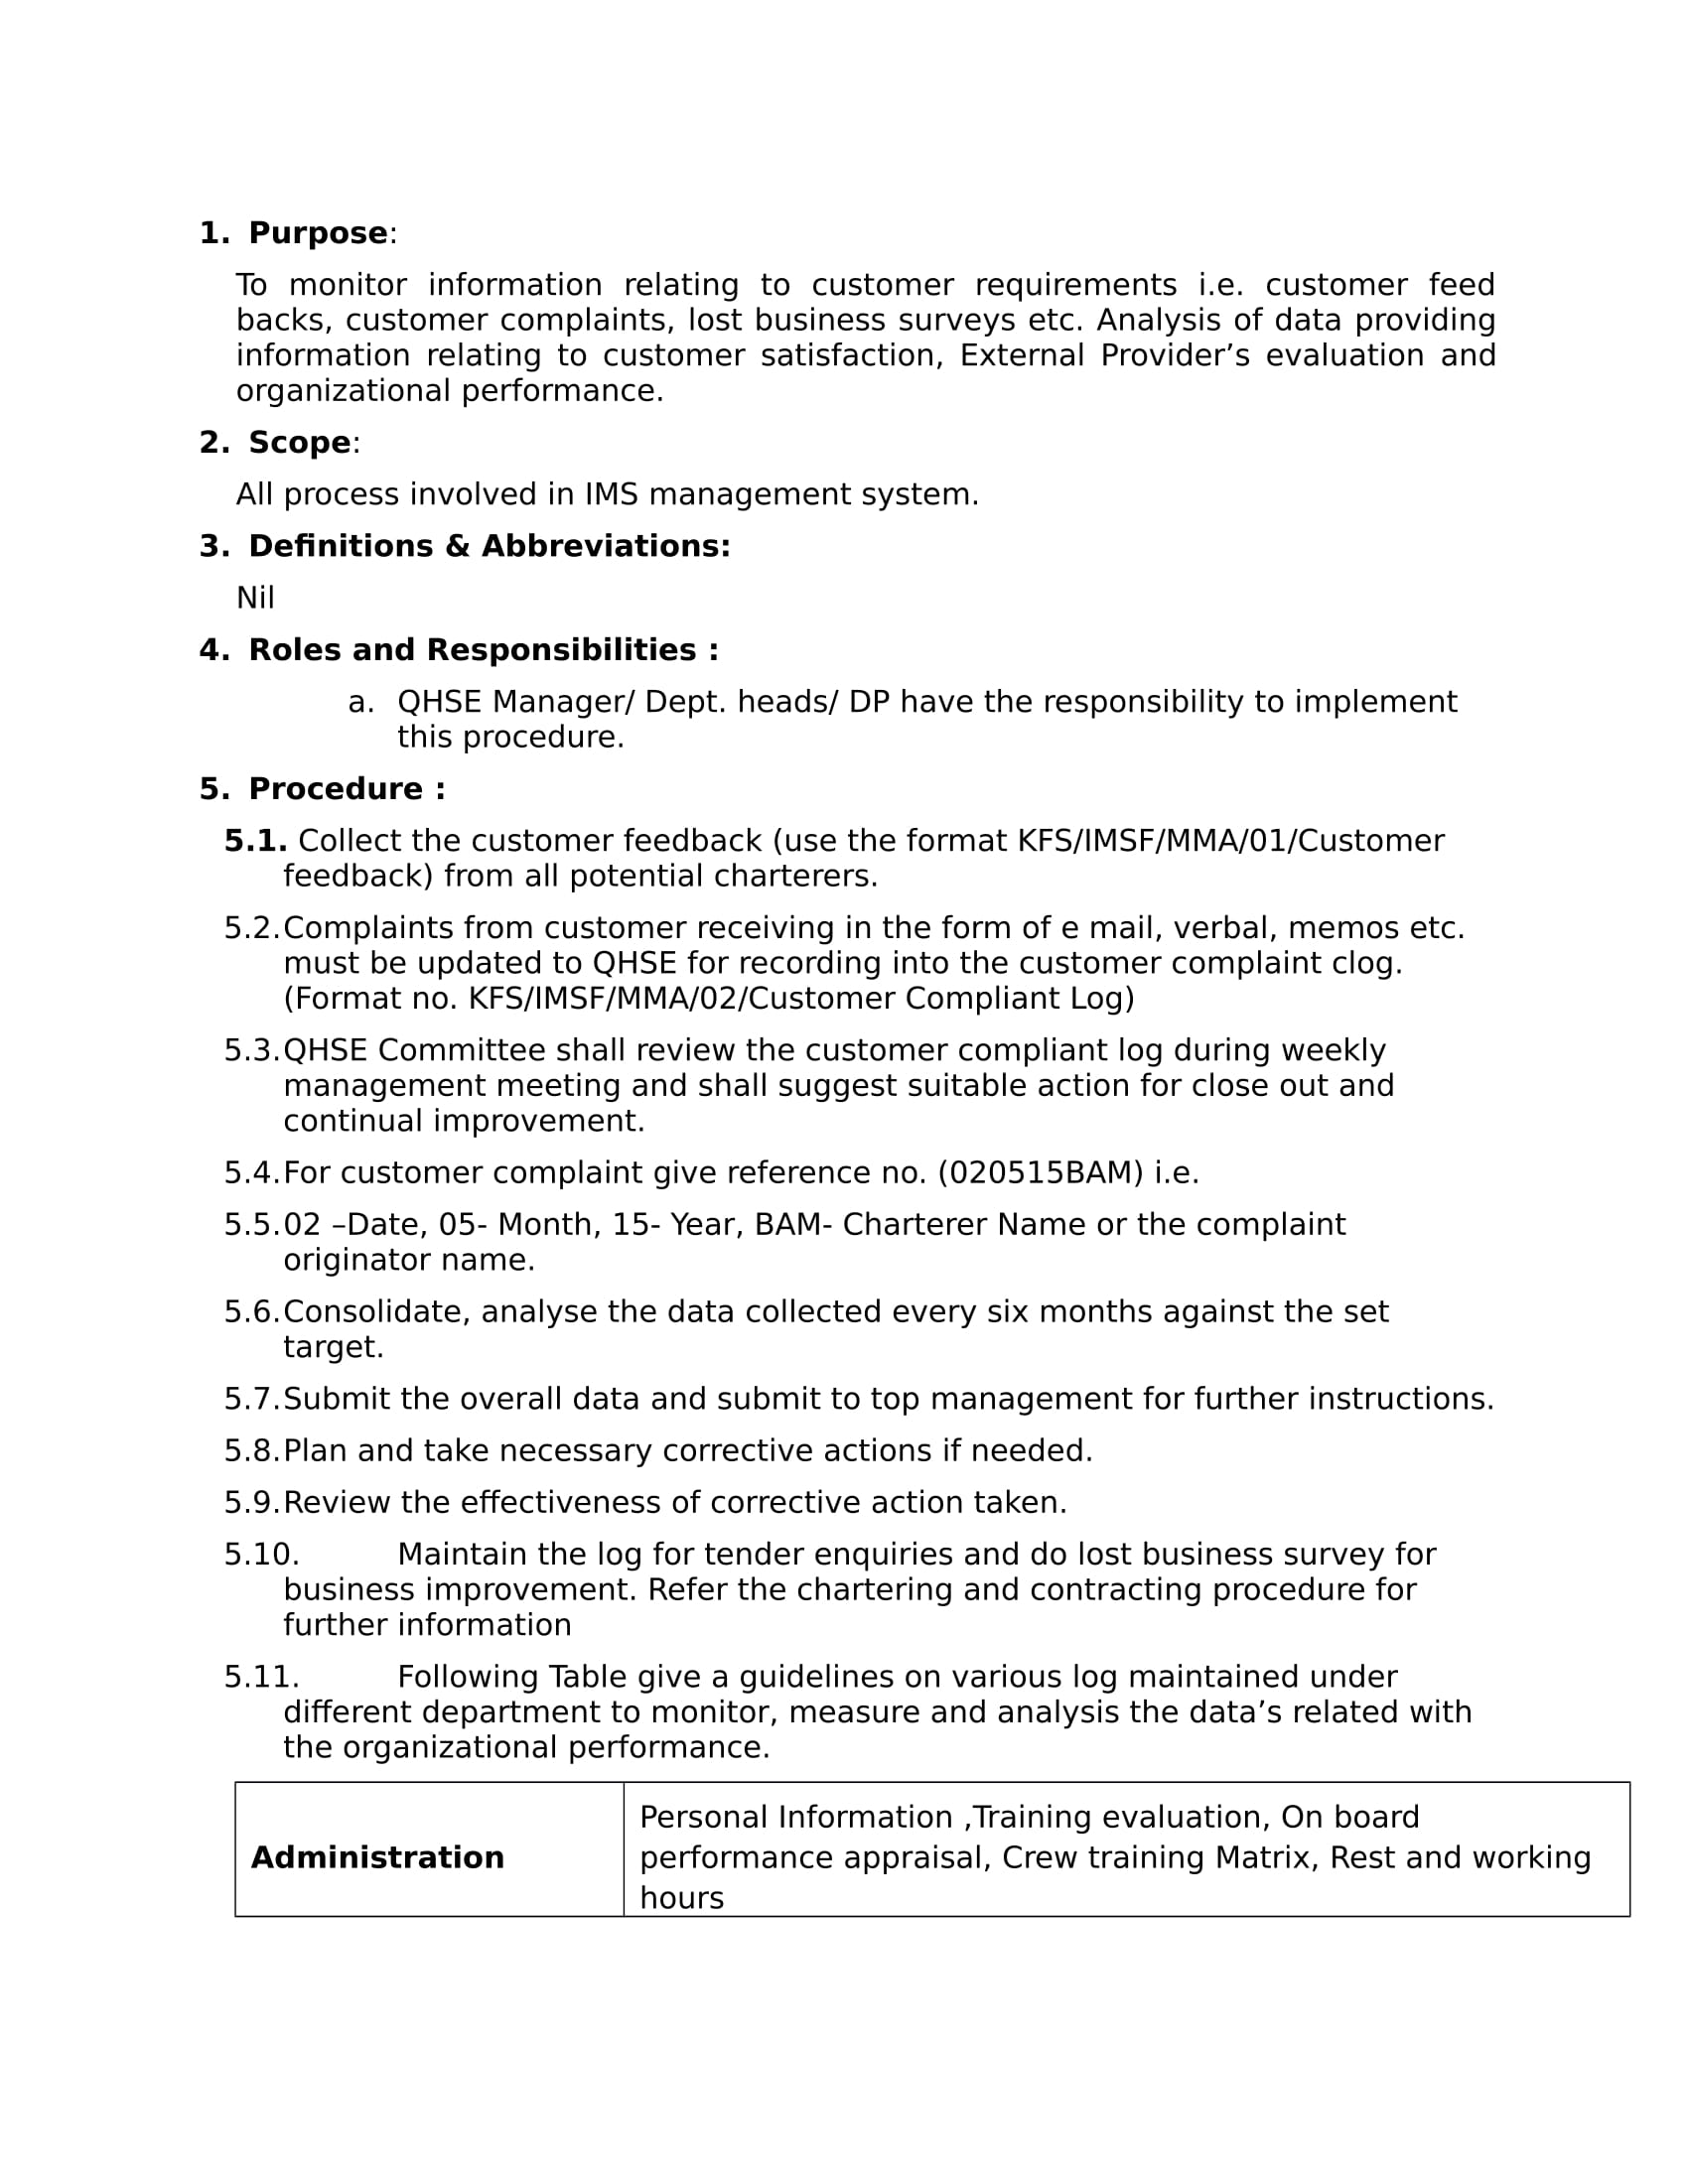 1. Purpose:
To monitor information relating to customer requirements i.e. customer feed
backs, customer complaints, lost business surveys etc. Analysis of data providing
information relating to customer satisfaction, External Provider’s evaluation and
organizational performance.
2. Scope:
All process involved in IMS management system.
3. Definitions & Abbreviations:
Nil
4. Roles and Responsibilities :
a. QHSE Manager/ Dept. heads/ DP have the responsibility to implement
this procedure.
5. Procedure :
5.1. Collect the customer feedback (use the format KFS/IMSF/MMA/01/Customer
feedback) from all potential charterers.
5.2. Complaints from customer receiving in the form of e mail, verbal, memos etc.
must be updated to QHSE for recording into the customer complaint clog.
(Format no. KFS/IMSF/MMA/02/Customer Compliant Log)
5.3. QHSE Committee shall review the customer compliant log during weekly
management meeting and shall suggest suitable action for close out and
continual improvement.
5.4. For customer complaint give reference no. (020515BAM) i.e.
5.5. 02 –Date, 05- Month, 15- Year, BAM- Charterer Name or the complaint
originator name.
5.6. Consolidate, analyse the data collected every six months against the set
target.
5.7. Submit the overall data and submit to top management for further instructions.
5.8. Plan and take necessary corrective actions if needed.
5.9. Review the effectiveness of corrective action taken.
5.10. Maintain the log for tender enquiries and do lost business survey for
business improvement. Refer the chartering and contracting procedure for
further information
5.11. Following Table give a guidelines on various log maintained under
different department to monitor, measure and analysis the data’s related with
the organizational performance.
Administration
Personal Information ,Training evaluation, On board
performance appraisal, Crew training Matrix, Rest and working
hours